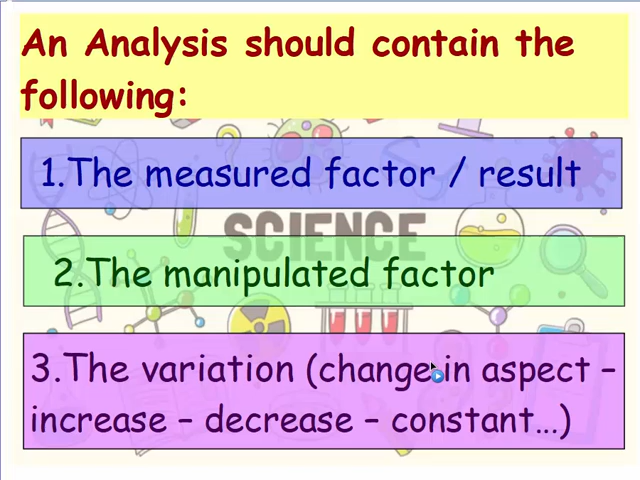 An Analysis should contain the
following:
1.The measured factor / result
SCIENCE
2.The manipulated factor
3.The variation (change in aspect –
increase – decrease – constant...)